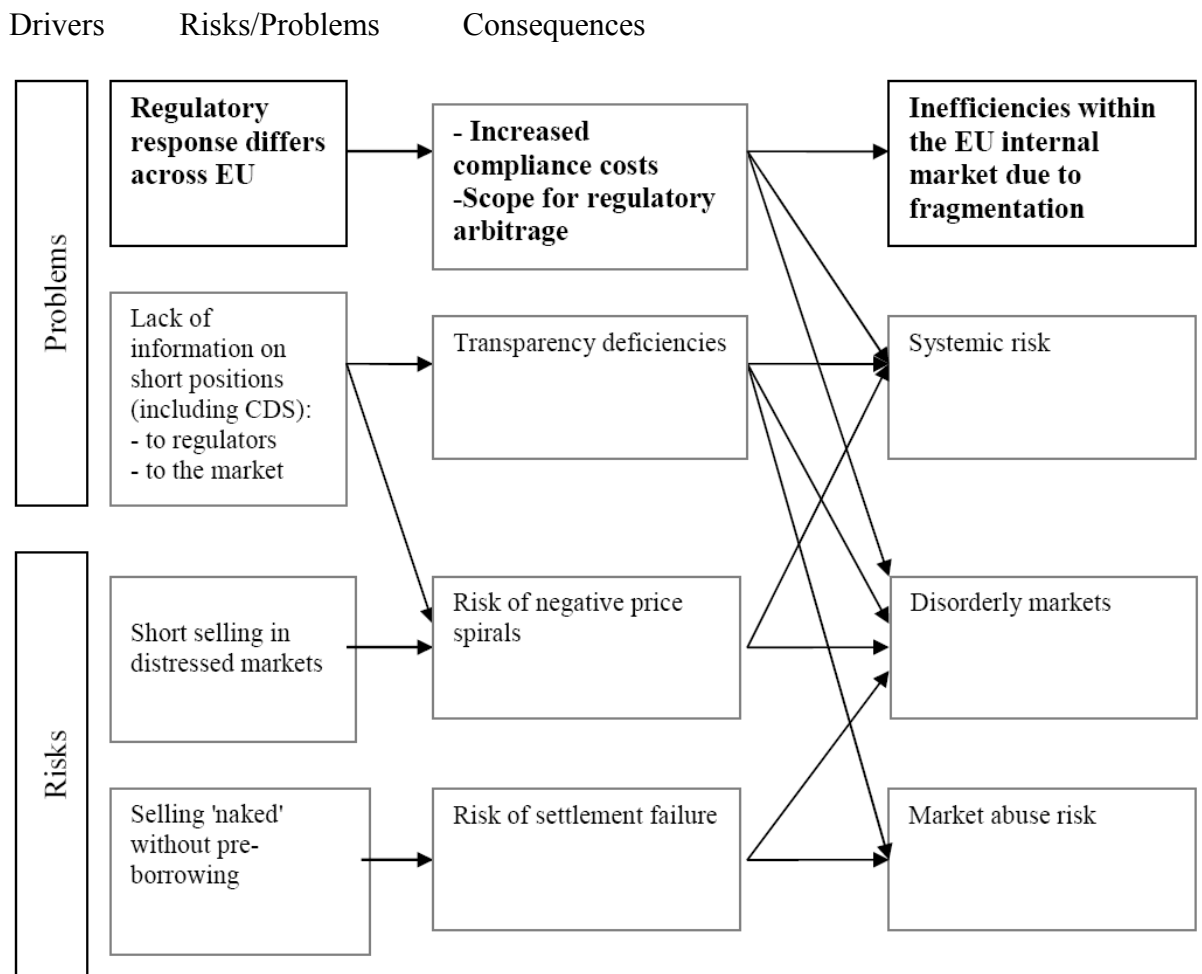 Drivers Risks/Problems Consequences
Problems
Regulatory
response differs
across EU
- Increased
compliance costs
-Scope for regulatory
arbitrage
Inefficiencies within
the EU internal
market due to
fragmentation
Lack of
information on
short positions
(including CDS):
- to regulators
- to the market
Transparency deficiencies
Systemic risk
Risks
Short selling in
distressed markets
Risk of negative price
spirals
Disorderly markets
Selling 'naked'
without pre-
borrowing
Risk of settlement failure
Market abuse risk